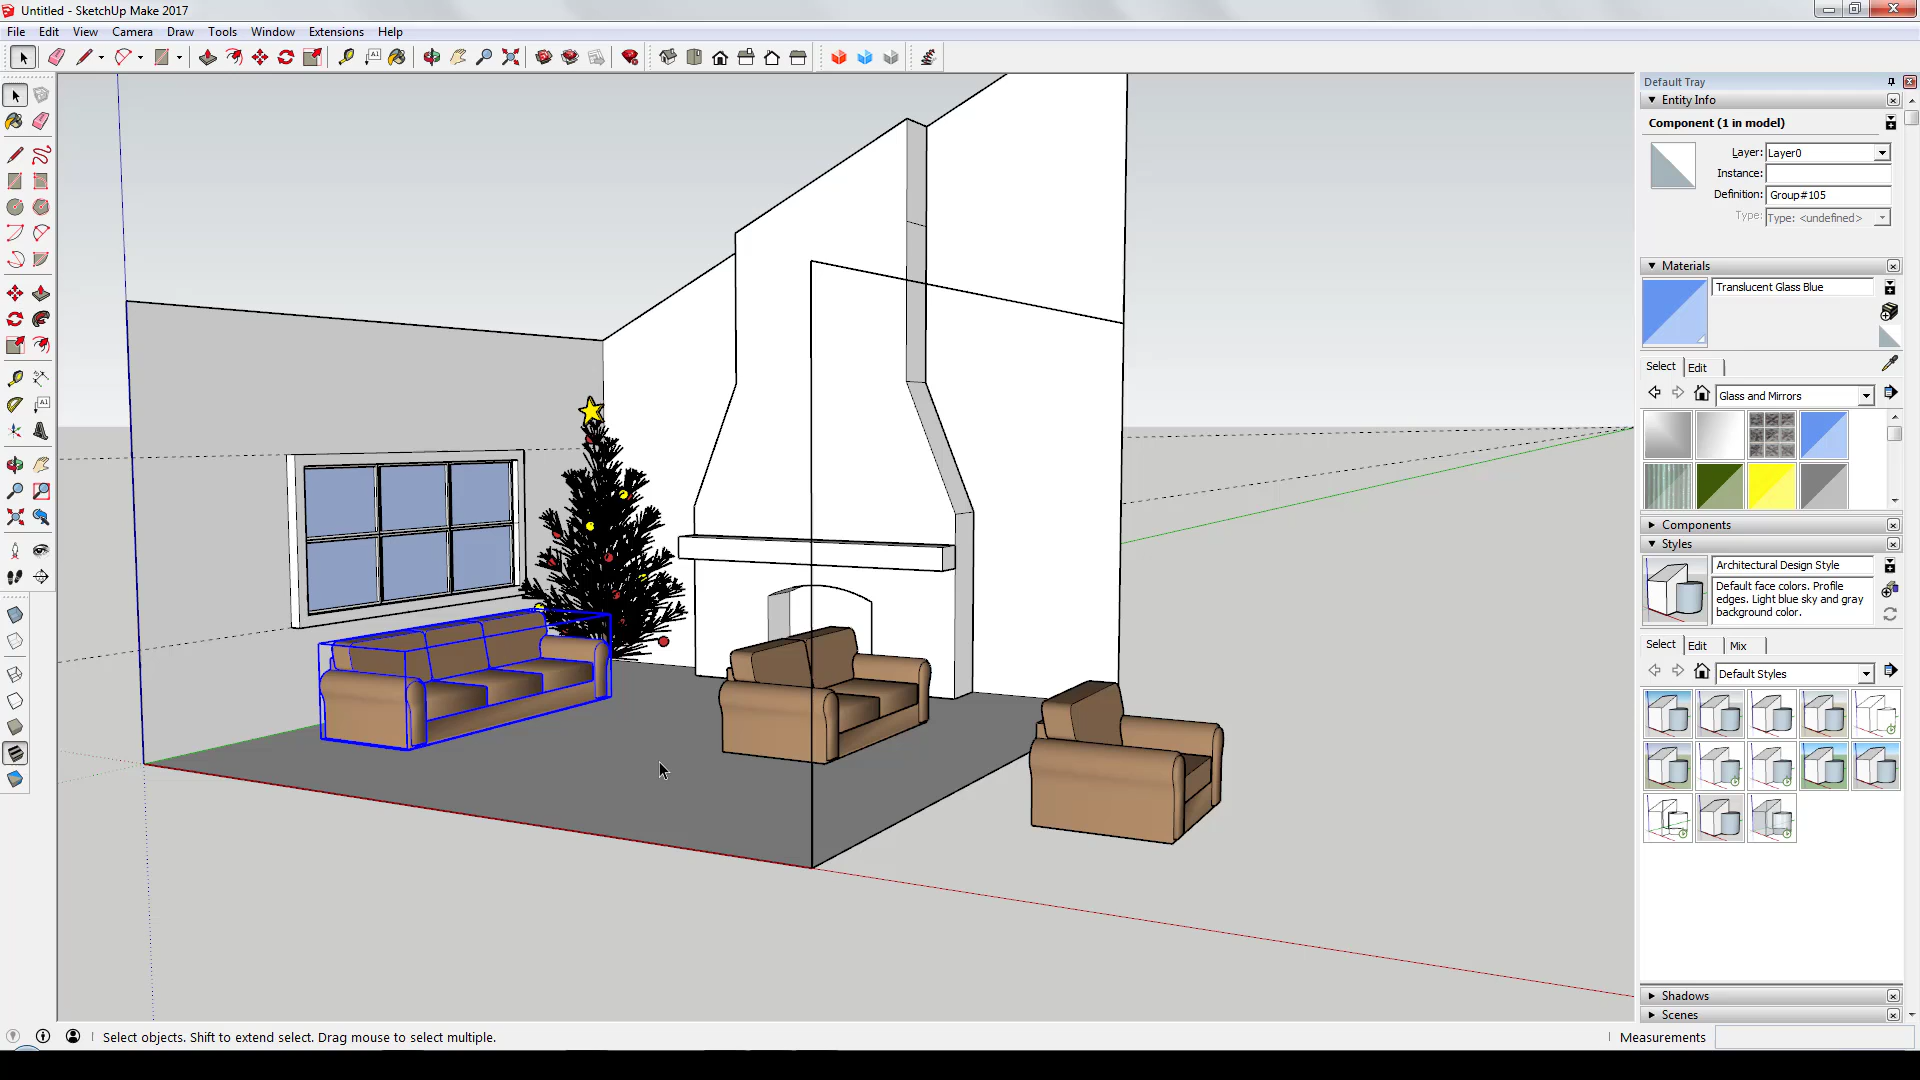 Untitled - SketchUp Make 2017
File Edit View Camera Draw Tools Window Extensions Help
Default Tray
Entity Info
Component (1 in model)
Layer: Layer0
Instance:
Definition: Group#105
Type: Type: <undefined>
Materials
Translucent Glass Blue
Select Edit
Glass and Mirrors
Components
Styles
Architectural Design Style
Default face colors. Profile
edges. Light blue sky and gray
background color.
Select Edit Mix
Default Styles
Shadows
Scenes
Select objects. Shift to extend select. Drag mouse to select multiple.
Measurements